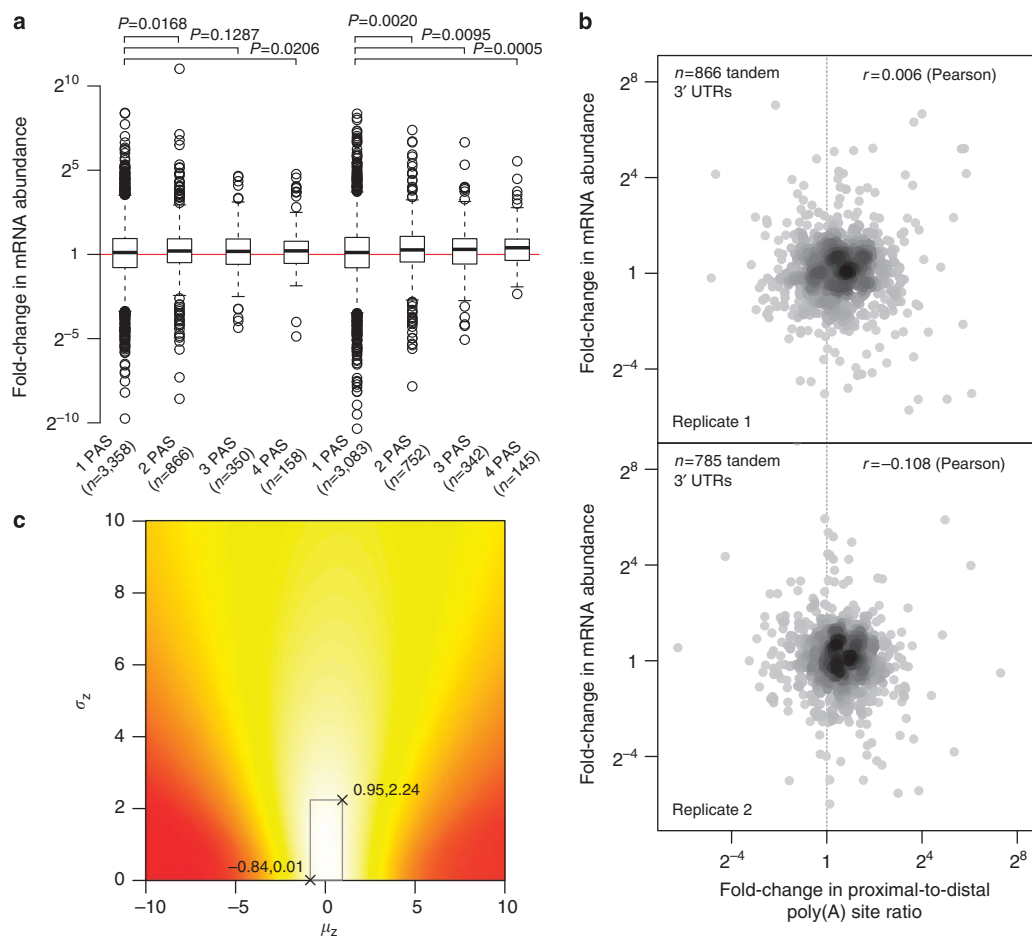 a
P=0.0168
P=0.1287
P=0.0206
P=0.0020
P=0.0095
P=0.0005
Fold-change in mRNA abundance
2^10
2^5
1
2^−5
2^−10
1 PAS
(n=3,358)
2 PAS
(n=866)
3 PAS
(n=350)
4 PAS
(n=158)
1 PAS
(n=3,083)
2 PAS
(n=752)
3 PAS
(n=342)
4 PAS
(n=145)
b
n=866 tandem
3′ UTRs
r=0.006 (Pearson)
Fold-change in mRNA abundance
2^8
2^4
1
2^−4
Replicate 1
n=785 tandem
3′ UTRs
r=−0.108 (Pearson)
Fold-change in mRNA abundance
2^8
2^4
1
2^−4
Replicate 2
2^−4
1
2^4
2^8
Fold-change in proximal-to-distal
poly(A) site ratio
c
σz
10
8
6
4
2
0
0.95,2.24
−0.84,0.01
−10
−5
0
5
10
μz